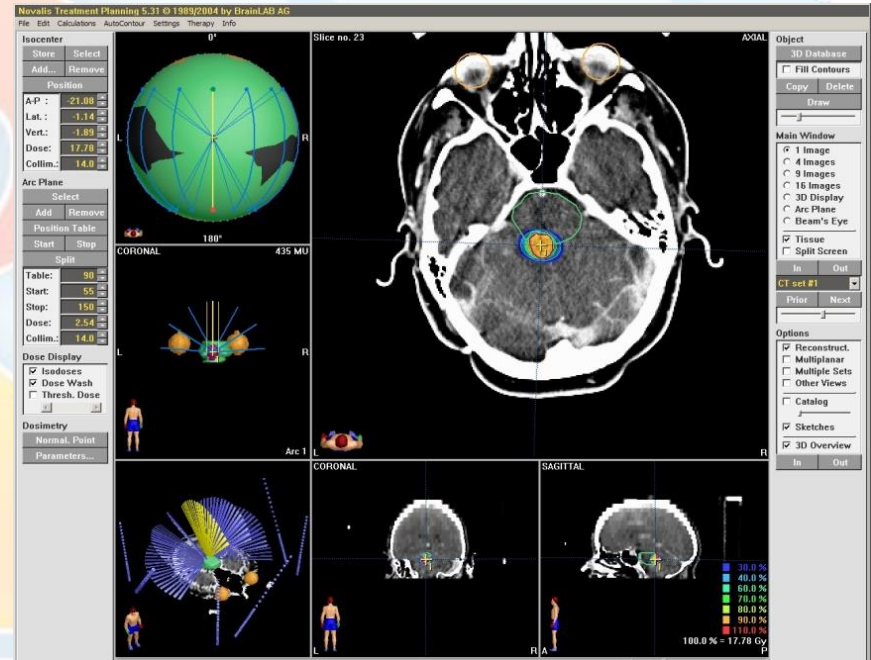 Novalis Treatment Planning 5.31 © 1989/2004 by BrainLAB AG
File Edit Calculations AutoContour Settings Therapy Info
Isocenter
Store Select
Add... Remove
Position
A-P : -21.08
Lat. : -1.14
Vert.: -1.89
Dose: 17.78
Collim.: 14.0
Arc Plane
Select
Add Remove
Position Table
Start Stop
Split
Table: 90
Start: 55
Stop: 150
Dose: 2.54
Collim.: 14.0
Dose Display
Isodoses
Dose Wash
Thresh. Dose
Dosimetry
Normal. Point
Parameters...
0°
L
R
180°
CORONAL
435 MU
L
R
Arc 1
Slice no. 23
AXIAL
L
R
CORONAL
L
R
SAGITTAL
30.0 %
40.0 %
60.0 %
70.0 %
80.0 %
90.0 %
110.0 %
100.0 % = 17.78 Gy
A
P
Object
3D Database
Fill Contours
Copy Delete
Draw
Main Window
1 Image
4 Images
9 Images
16 Images
3D Display
Arc Plane
Beam's Eye
Tissue
Split Screen
In Out
CT set #1
Prior Next
Options
Reconstruct.
Multiplanar
Multiple Sets
Other Views
Catalog
Sketches
3D Overview
In Out